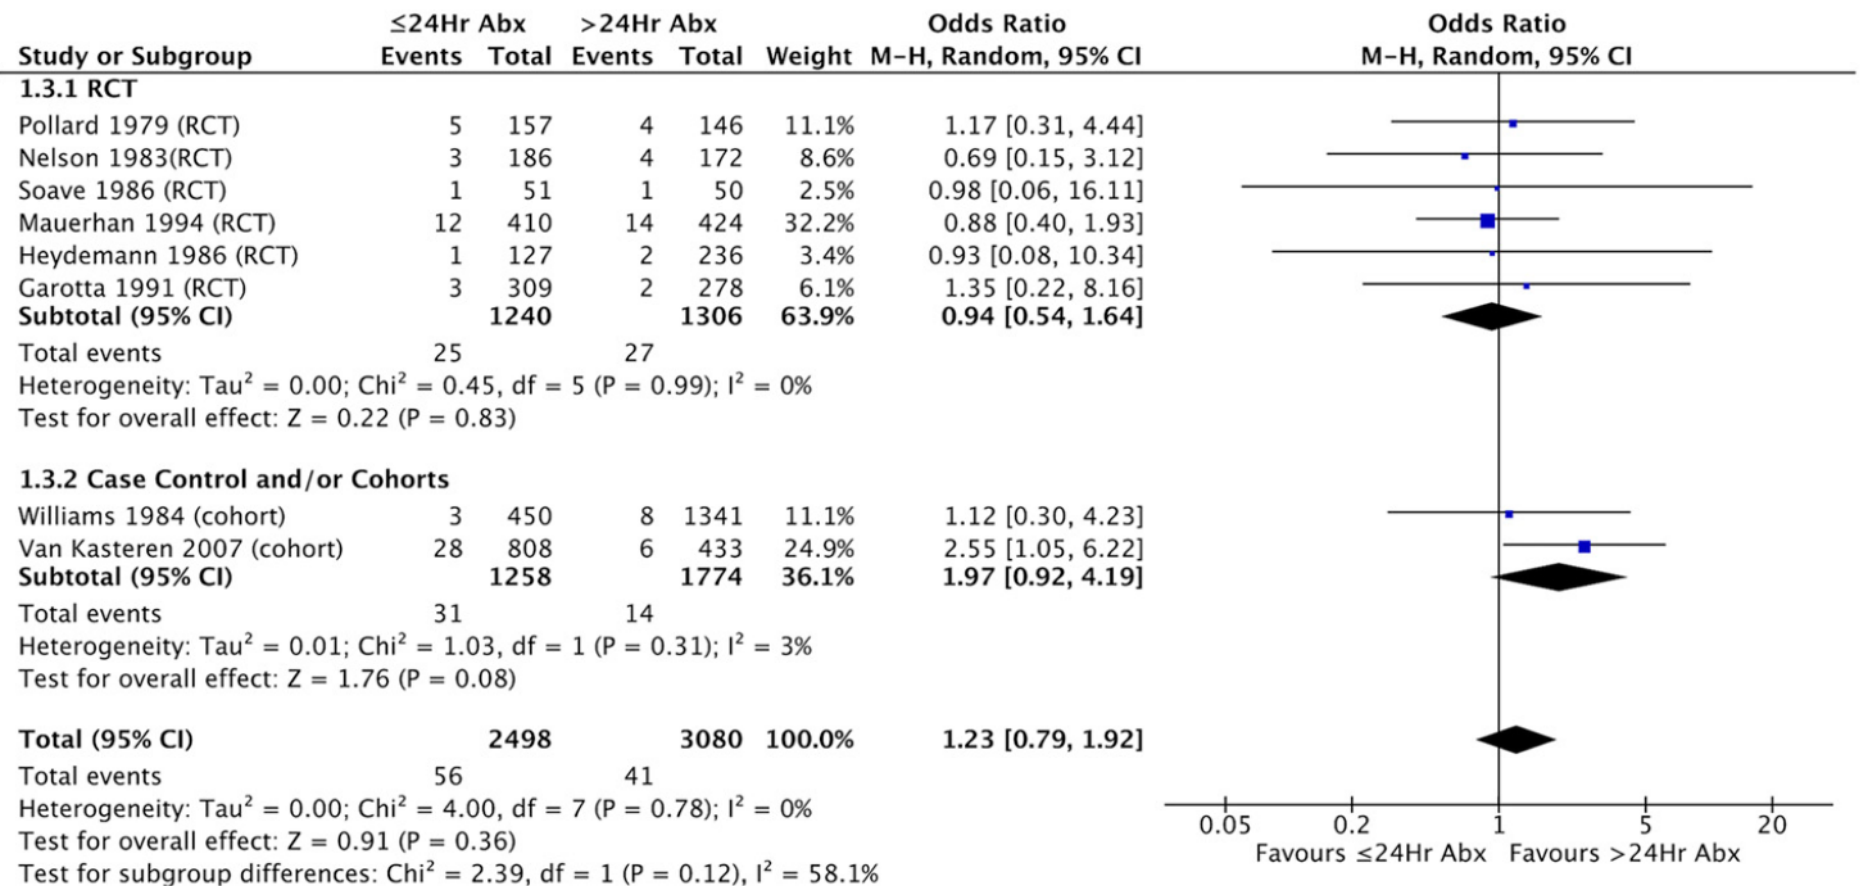 ≤24Hr Abx >24Hr Abx Odds Ratio Odds Ratio
Study or Subgroup Events Total Events Total Weight M-H, Random, 95% CI M-H, Random, 95% CI
1.3.1 RCT
Pollard 1979 (RCT) 5 157 4 146 11.1% 1.17 [0.31, 4.44]
Nelson 1983(RCT) 3 186 4 172 8.6% 0.69 [0.15, 3.12]
Soave 1986 (RCT) 1 51 1 50 2.5% 0.98 [0.06, 16.11]
Mauerhan 1994 (RCT) 12 410 14 424 32.2% 0.88 [0.40, 1.93]
Heydemann 1986 (RCT) 1 127 2 236 3.4% 0.93 [0.08, 10.34]
Garotta 1991 (RCT) 3 309 2 278 6.1% 1.35 [0.22, 8.16]
Subtotal (95% CI) 1240 1306 63.9% 0.94 [0.54, 1.64]
Total events 25 27
Heterogeneity: Tau² = 0.00; Chi² = 0.45, df = 5 (P = 0.99); I² = 0%
Test for overall effect: Z = 0.22 (P = 0.83)
1.3.2 Case Control and/or Cohorts
Williams 1984 (cohort) 3 450 8 1341 11.1% 1.12 [0.30, 4.23]
Van Kasteren 2007 (cohort) 28 808 6 433 24.9% 2.55 [1.05, 6.22]
Subtotal (95% CI) 1258 1774 36.1% 1.97 [0.92, 4.19]
Total events 31 14
Heterogeneity: Tau² = 0.01; Chi² = 1.03, df = 1 (P = 0.31); I² = 3%
Test for overall effect: Z = 1.76 (P = 0.08)
Total (95% CI) 2498 3080 100.0% 1.23 [0.79, 1.92]
Total events 56 41
Heterogeneity: Tau² = 0.00; Chi² = 4.00, df = 7 (P = 0.78); I² = 0%
Test for overall effect: Z = 0.91 (P = 0.36)
Test for subgroup differences: Chi² = 2.39, df = 1 (P = 0.12), I² = 58.1%
0.05 0.2 1 5 20
Favours ≤24Hr Abx Favours >24Hr Abx